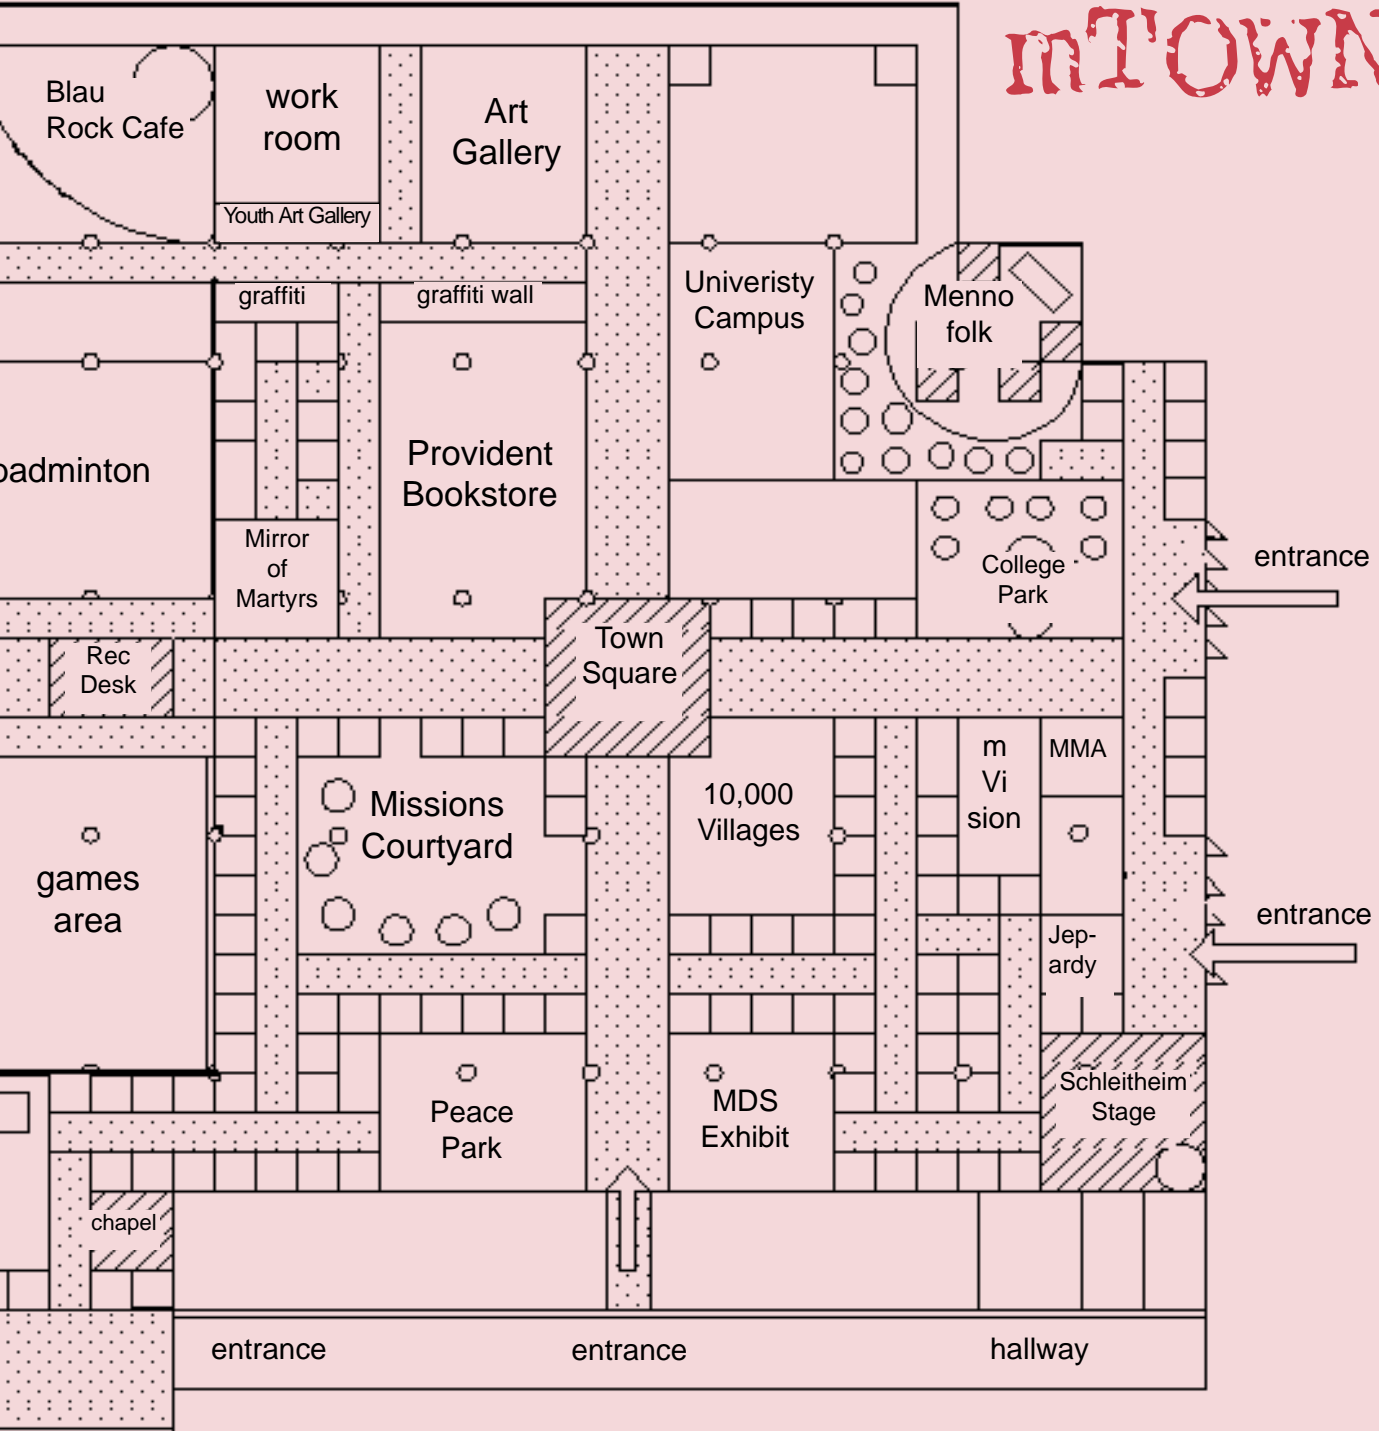 mTOWN
Blau
Rock Cafe
work
room
Art
Gallery
Youth Art Gallery
graffiti
graffiti wall
Univeristy
Campus
Menno
folk
badminton
Provident
Bookstore
Mirror
of
Martyrs
College
Park
entrance
Rec
Desk
Town
Square
Missions
Courtyard
10,000
Villages
m
Vi
sion
MMA
games
area
Jep-
ardy
entrance
Peace
Park
MDS
Exhibit
Schleitheim
Stage
chapel
entrance
entrance
hallway